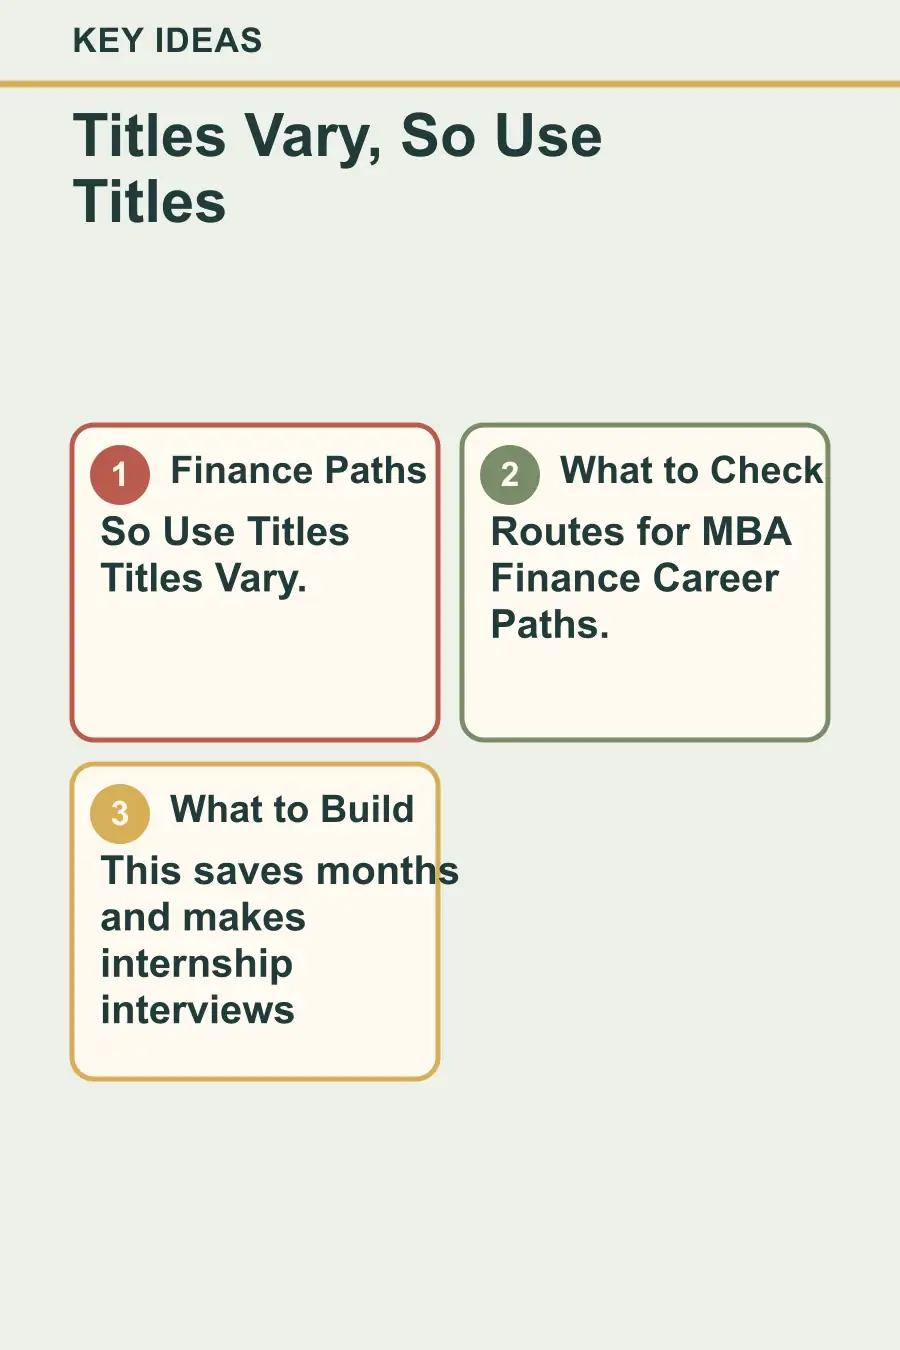 KEY IDEAS
Titles Vary, So Use
Titles
1 Finance Paths
So Use Titles
Titles Vary.
2 What to Check
Routes for MBA
Finance Career
Paths.
3 What to Build
This saves months
and makes
internship
interviews